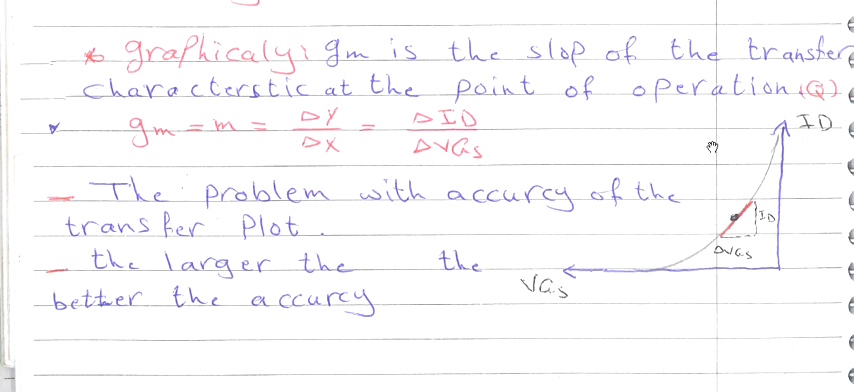 * graphicaly: gm is the slop of the transfer
characterstic at the point of operation (Q)
gm = m = ΔY/ΔX = ΔID/ΔVGs
ID
- The problem with accurcy of the
transfer Plot.
ID
ΔVGs
- the larger the the
VGs
better the accurcy